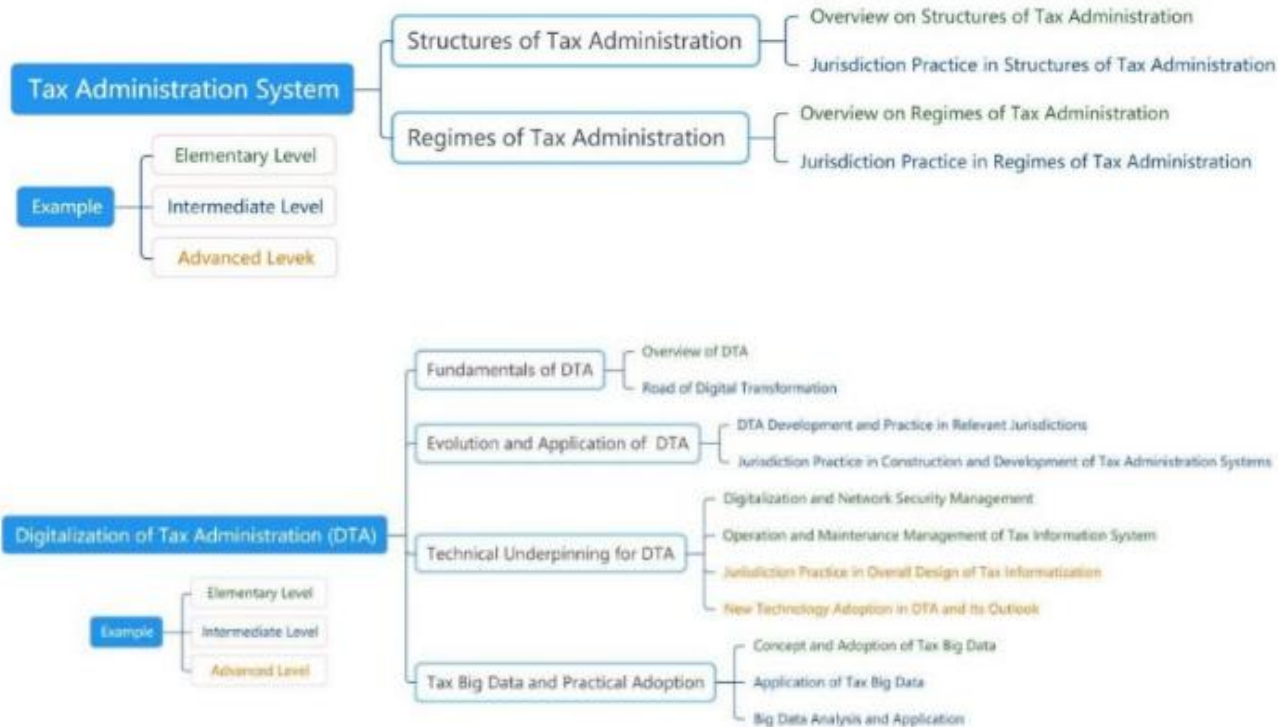 Tax Administration System
Structures of Tax Administration
Overview on Structures of Tax Administration
Jurisdiction Practice in Structures of Tax Administration
Regimes of Tax Administration
Overview on Regimes of Tax Administration
Jurisdiction Practice in Regimes of Tax Administration
Example
Elementary Level
Intermediate Level
Advanced Levek
Digitalization of Tax Administration (DTA)
Fundamentals of DTA
Overview of DTA
Road of Digital Transformation
Evolution and Application of DTA
DTA Development and Practice in Relevant Jurisdictions
Jurisdiction Practice in Construction and Development of Tax Administration Systems
Technical Underpinning for DTA
Digitalization and Network Security Management
Operation and Maintenance Management of Tax Information System
Jurisdiction Practice in Overall Design of Tax Informatization
New Technology Adoption in DTA and Its Outlook
Tax Big Data and Practical Adoption
Concept and Adoption of Tax Big Data
Application of Tax Big Data
Big Data Analysis and Application
Example
Elementary Level
Intermediate Level
Advanced Level